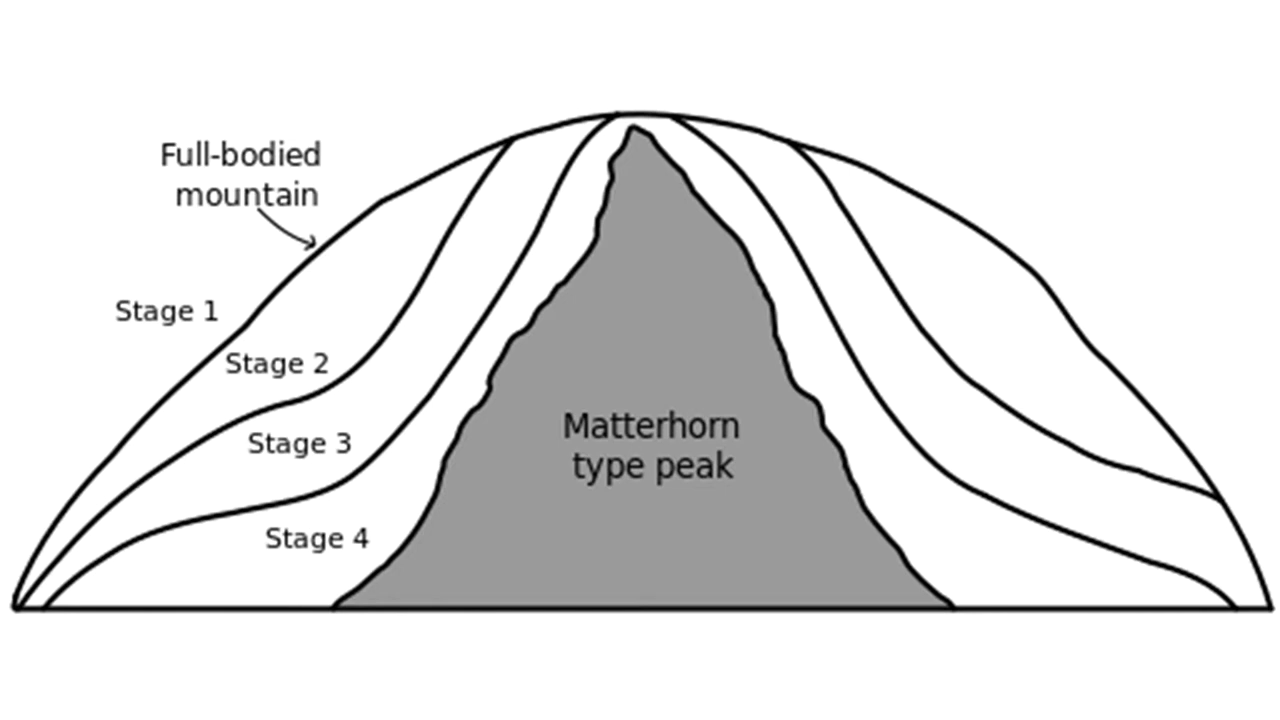 Full-bodied
mountain
Stage 1
Stage 2
Stage 3
Stage 4
Matterhorn
type peak